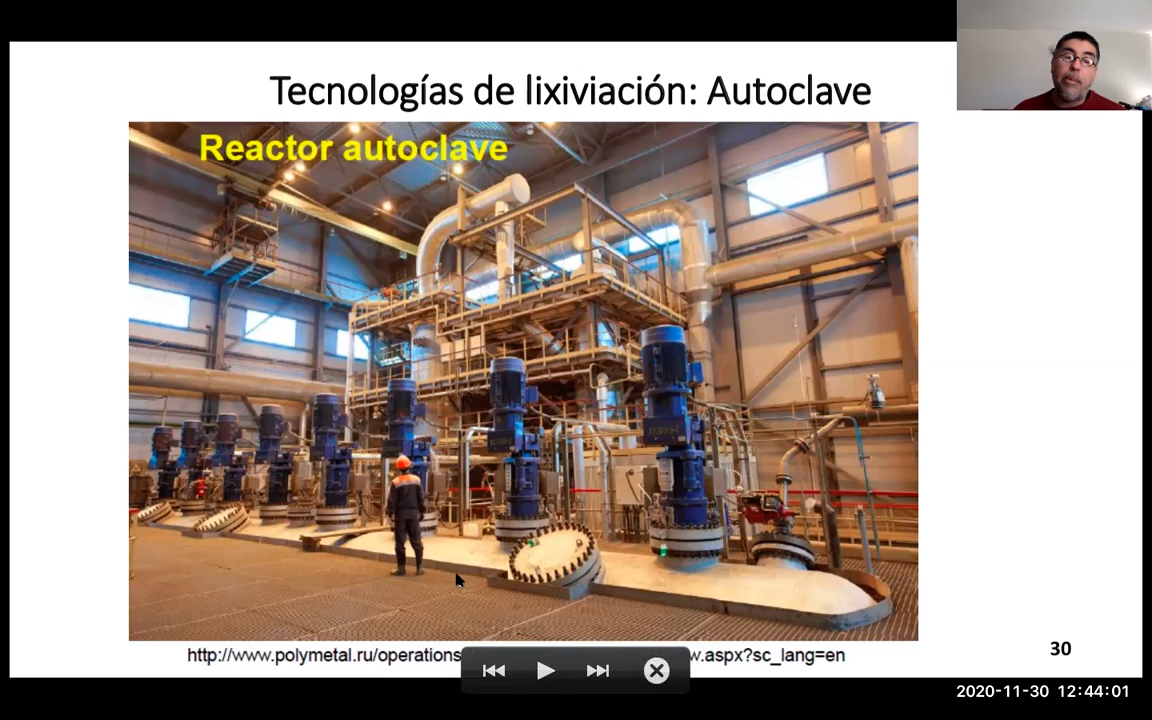 Tecnologías de lixiviación: Autoclave
Reactor autoclave
http://www.polymetal.ru/operations w.aspx?sc_lang=en
30
2020-11-30 12:44:01